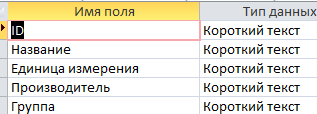 Имя поля Тип данных
ID Короткий текст
Название Короткий текст
Единица измерения Короткий текст
Производитель Короткий текст
Группа Короткий текст